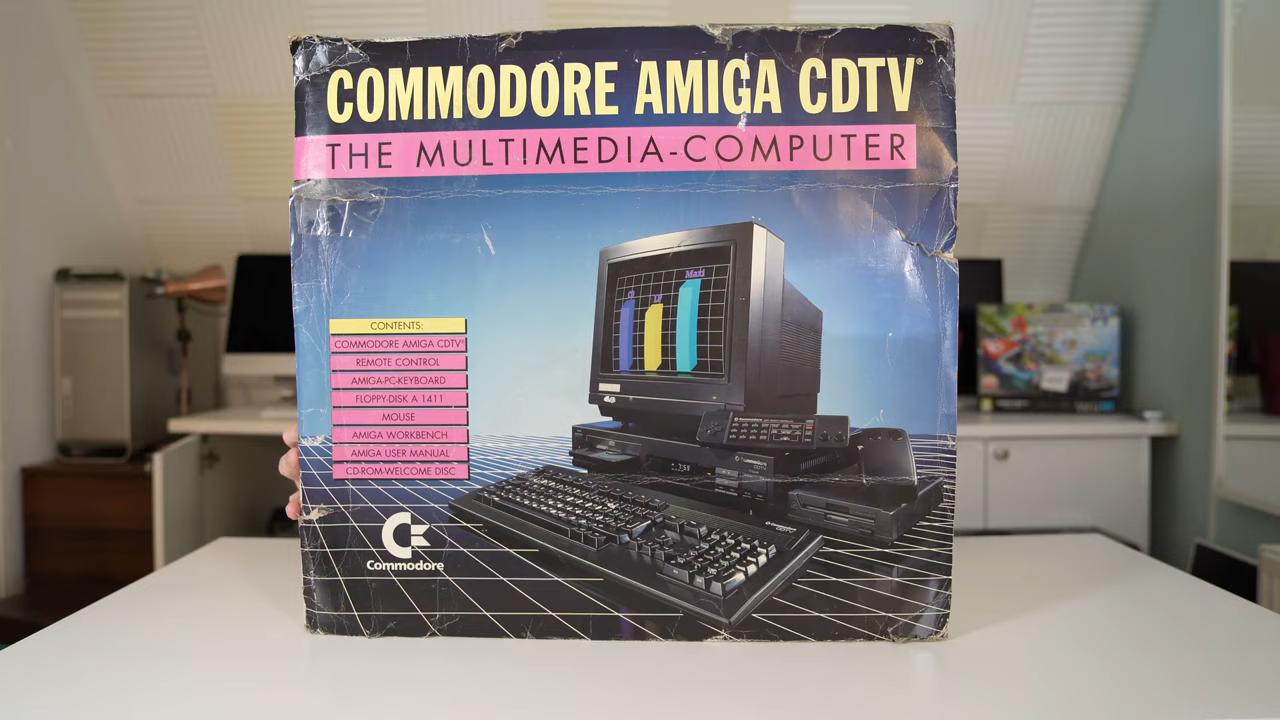 COMMODORE AMIGA CDTV®
THE MULTIMEDIA-COMPUTER
Maxi
CONTENTS:
COMMODORE AMIGA CDTV®
REMOTE CONTROL
AMIGA-PC-KEYBOARD
FLOPPY-DISK A 1411
MOUSE
AMIGA WORKBENCH
AMIGA USER MANUAL
CD-ROM-WELCOME DISC
Commodore